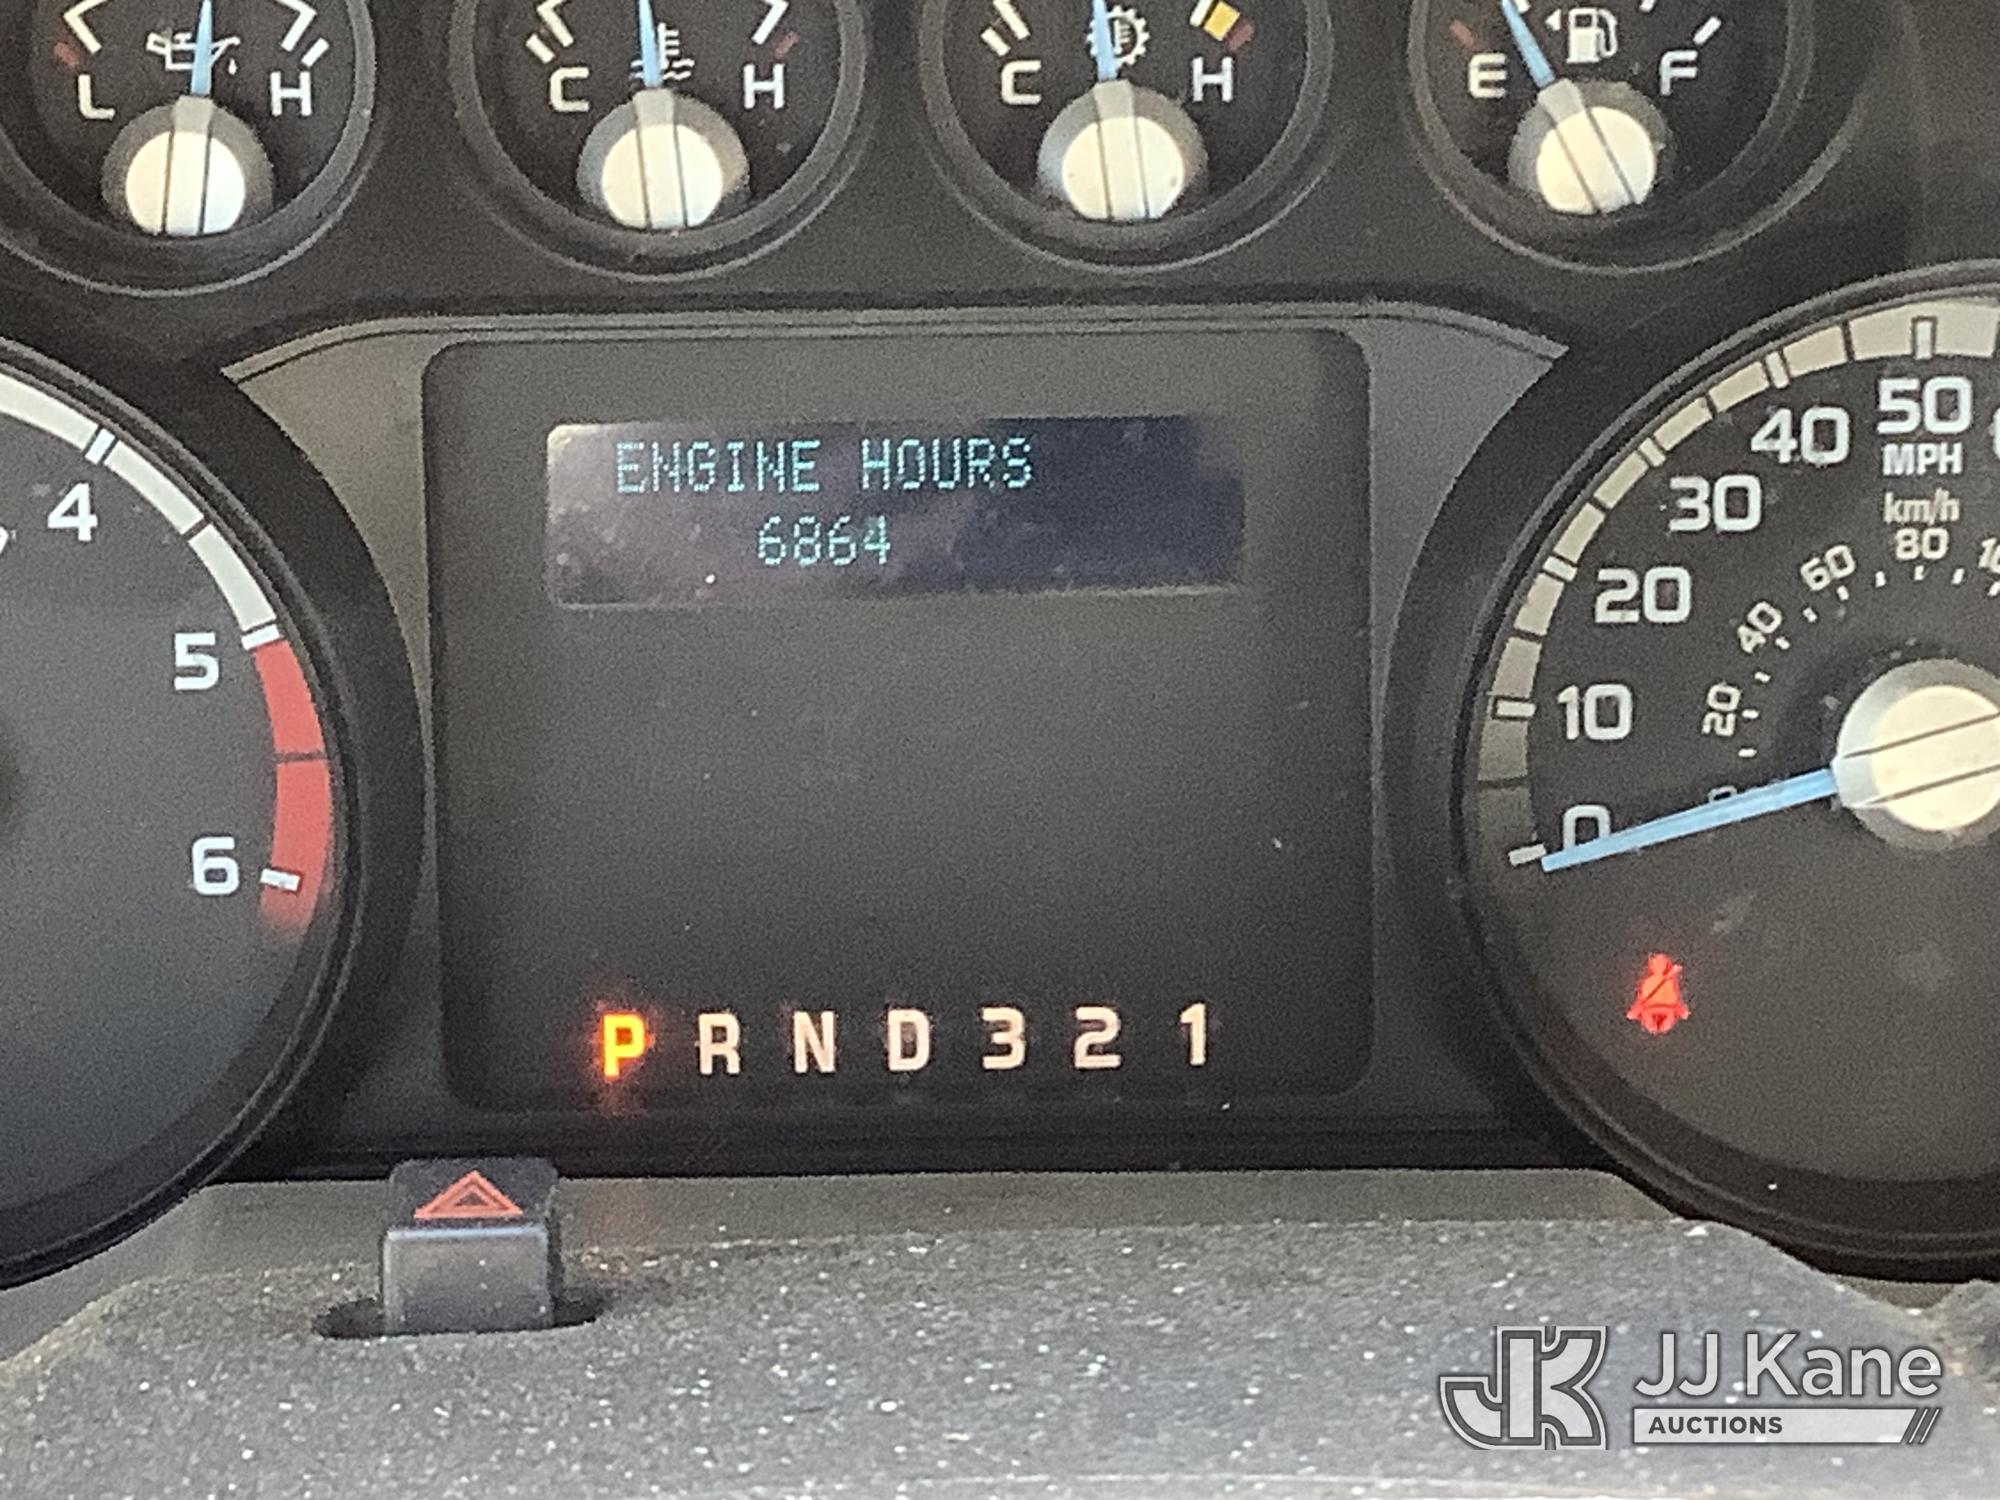 L H C H C H E F
ENGINE HOURS
6864
4
5
6
0 10 20 30 40 50
MPH
km/h
20 40 60 80
P R N D 3 2 1
JK JJ Kane
AUCTIONS